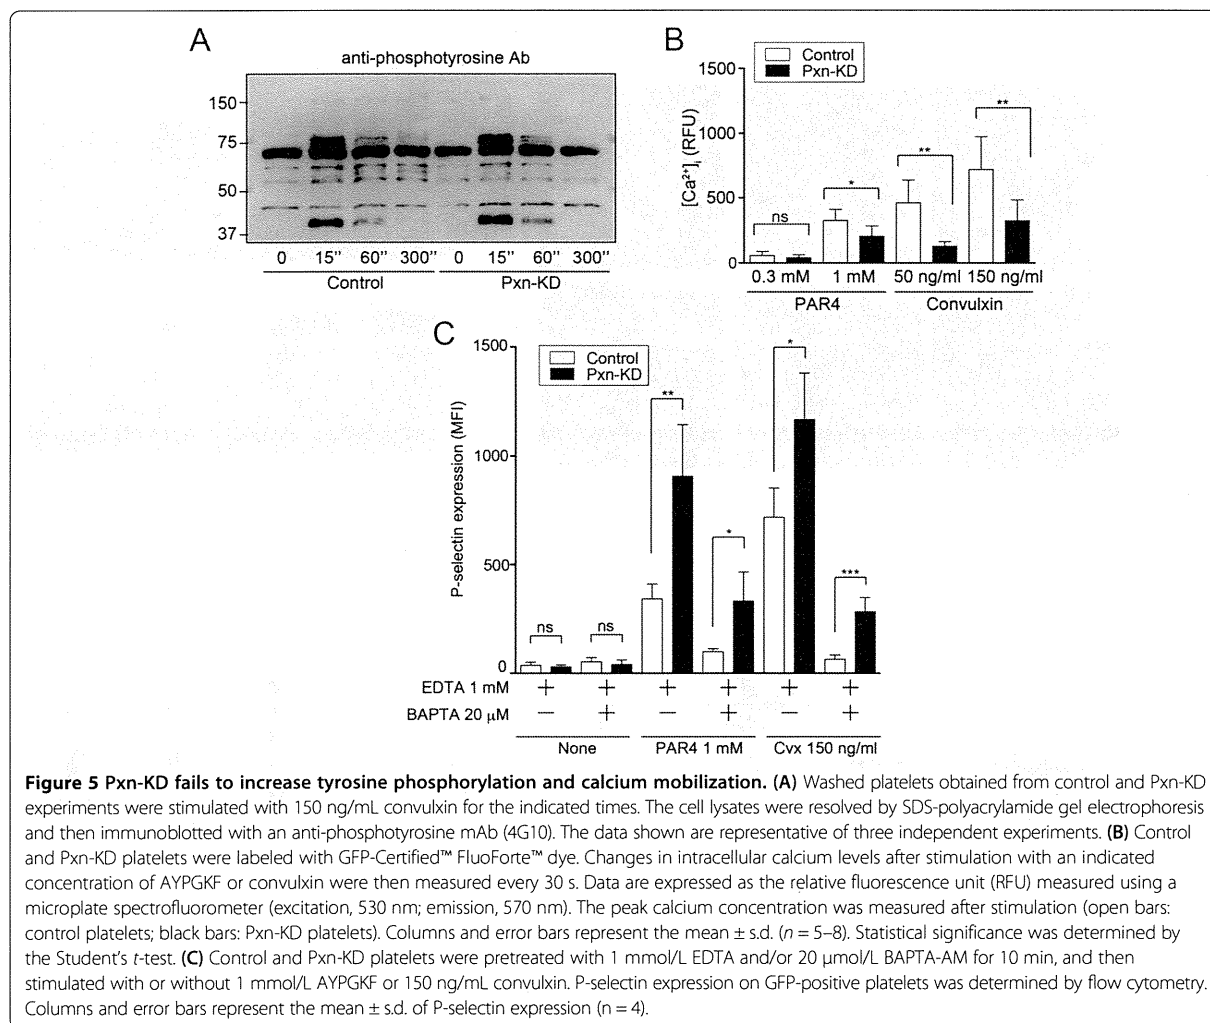 A
anti-phosphotyrosine Ab
150
75
50
37
0 15" 60" 300" 0 15" 60" 300"
Control Pxn-KD
B
Control
Pxn-KD
1500
1000
500
0
[Ca²⁺]i (RFU)
ns
*
**
**
0.3 mM 1 mM 50 ng/ml 150 ng/ml
PAR4 Convulxin
C
Control
Pxn-KD
1500
1000
500
0
P-selectin expression (MFI)
ns
ns
**
*
*
***
EDTA 1 mM + + + + + +
BAPTA 20 μM — + — + — +
None PAR4 1 mM Cvx 150 ng/ml
Figure 5 Pxn-KD fails to increase tyrosine phosphorylation and calcium mobilization. (A) Washed platelets obtained from control and Pxn-KD
experiments were stimulated with 150 ng/mL convulxin for the indicated times. The cell lysates were resolved by SDS-polyacrylamide gel electrophoresis
and then immunoblotted with an anti-phosphotyrosine mAb (4G10). The data shown are representative of three independent experiments. (B) Control
and Pxn-KD platelets were labeled with GFP-Certified™ FluoForte™ dye. Changes in intracellular calcium levels after stimulation with an indicated
concentration of AYPGKF or convulxin were then measured every 30 s. Data are expressed as the relative fluorescence unit (RFU) measured using a
microplate spectrofluorometer (excitation, 530 nm; emission, 570 nm). The peak calcium concentration was measured after stimulation (open bars:
control platelets; black bars: Pxn-KD platelets). Columns and error bars represent the mean ± s.d. (n = 5–8). Statistical significance was determined by
the Student's t-test. (C) Control and Pxn-KD platelets were pretreated with 1 mmol/L EDTA and/or 20 μmol/L BAPTA-AM for 10 min, and then
stimulated with or without 1 mmol/L AYPGKF or 150 ng/mL convulxin. P-selectin expression on GFP-positive platelets was determined by flow cytometry.
Columns and error bars represent the mean ± s.d. of P-selectin expression (n = 4).